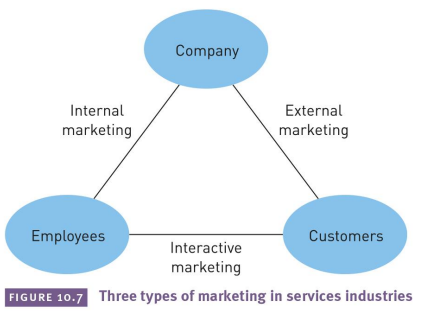 Company
Internal
marketing
External
marketing
Employees
Customers
Interactive
marketing
FIGURE 10.7 Three types of marketing in services industries